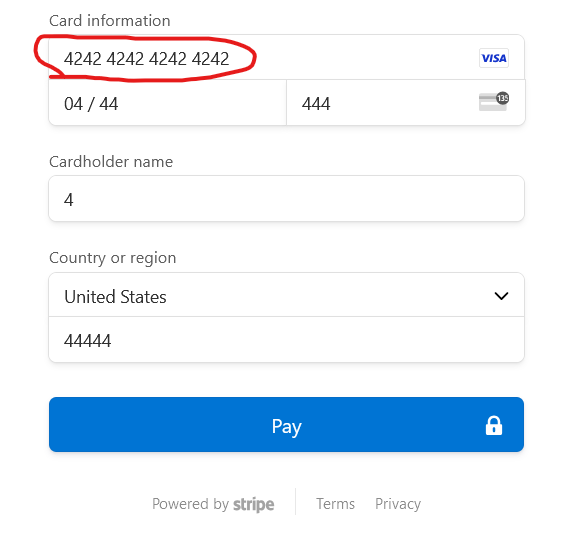 Card information
4242 4242 4242 4242 VISA
04 / 44 444 135
Cardholder name
4
Country or region
United States
44444
Pay
Powered by stripe Terms Privacy